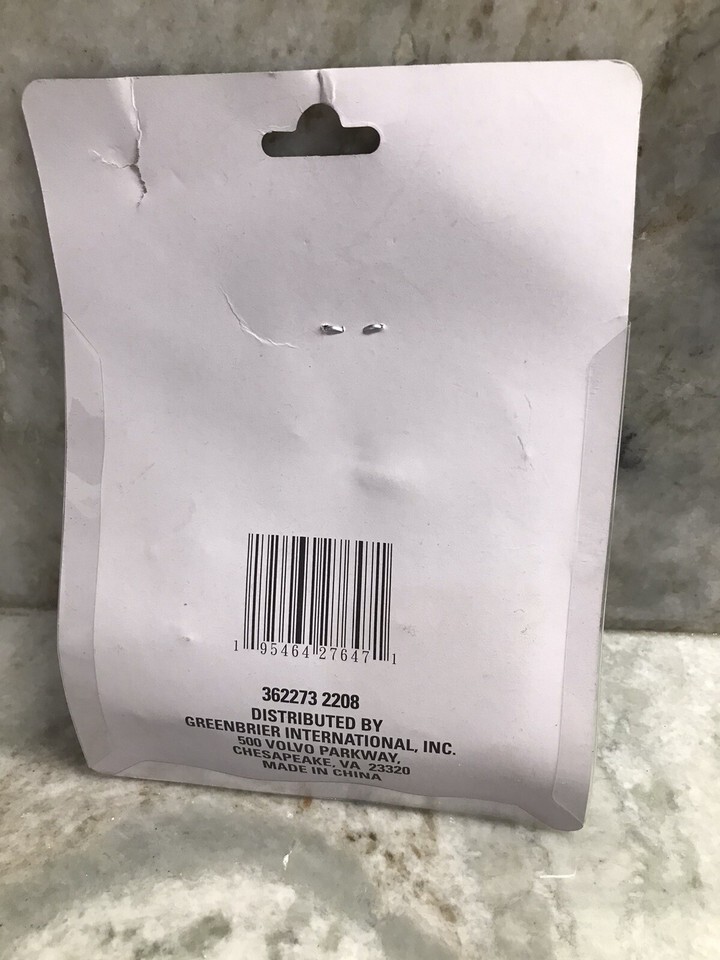 1 95464 27647 1
362273 2208
DISTRIBUTED BY
GREENBRIER INTERNATIONAL, INC.
500 VOLVO PARKWAY,
CHESAPEAKE, VA 23320
MADE IN CHINA